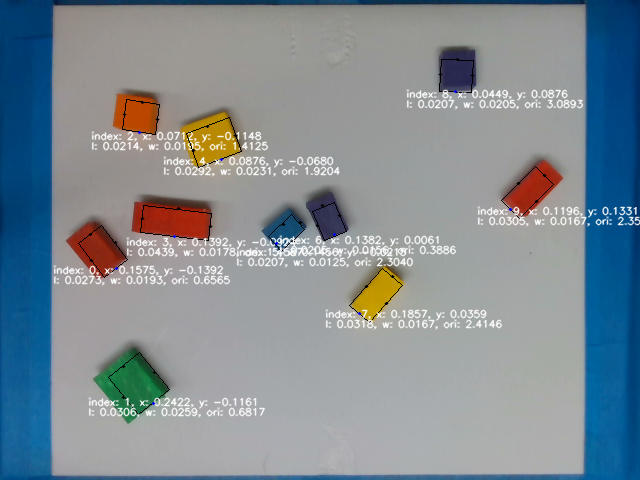 index: 8, x: 0.0449, y: 0.0876
l: 0.0207, w: 0.0205, ori: 3.0893
index: 2, x: 0.0712, y: -0.1148
l: 0.0214, w: 0.0195, ori: 1.4125
index: 4, x: 0.0876, y: -0.0680
l: 0.0292, w: 0.0231, ori: 1.9204
index: 9, x: 0.1196, y: 0.1331
l: 0.0305, w: 0.0167, ori: 2.35
index: 3, x: 0.1392, y:
l: 0.0439, w: 0.0178,
index: 6, x: 0.1382, y: 0.0061
ori: 0.3886
l: 0.0207, w: 0.0125, ori: 2.3040
index: 0, x: 0.1575, y: -0.1392
l: 0.0273, w: 0.0193, ori: 0.6565
index: 7, x: 0.1857, y: 0.0359
l: 0.0318, w: 0.0167, ori: 2.4146
index: 1, x: 0.2422, y: -0.1161
l: 0.0306, w: 0.0259, ori: 0.6817